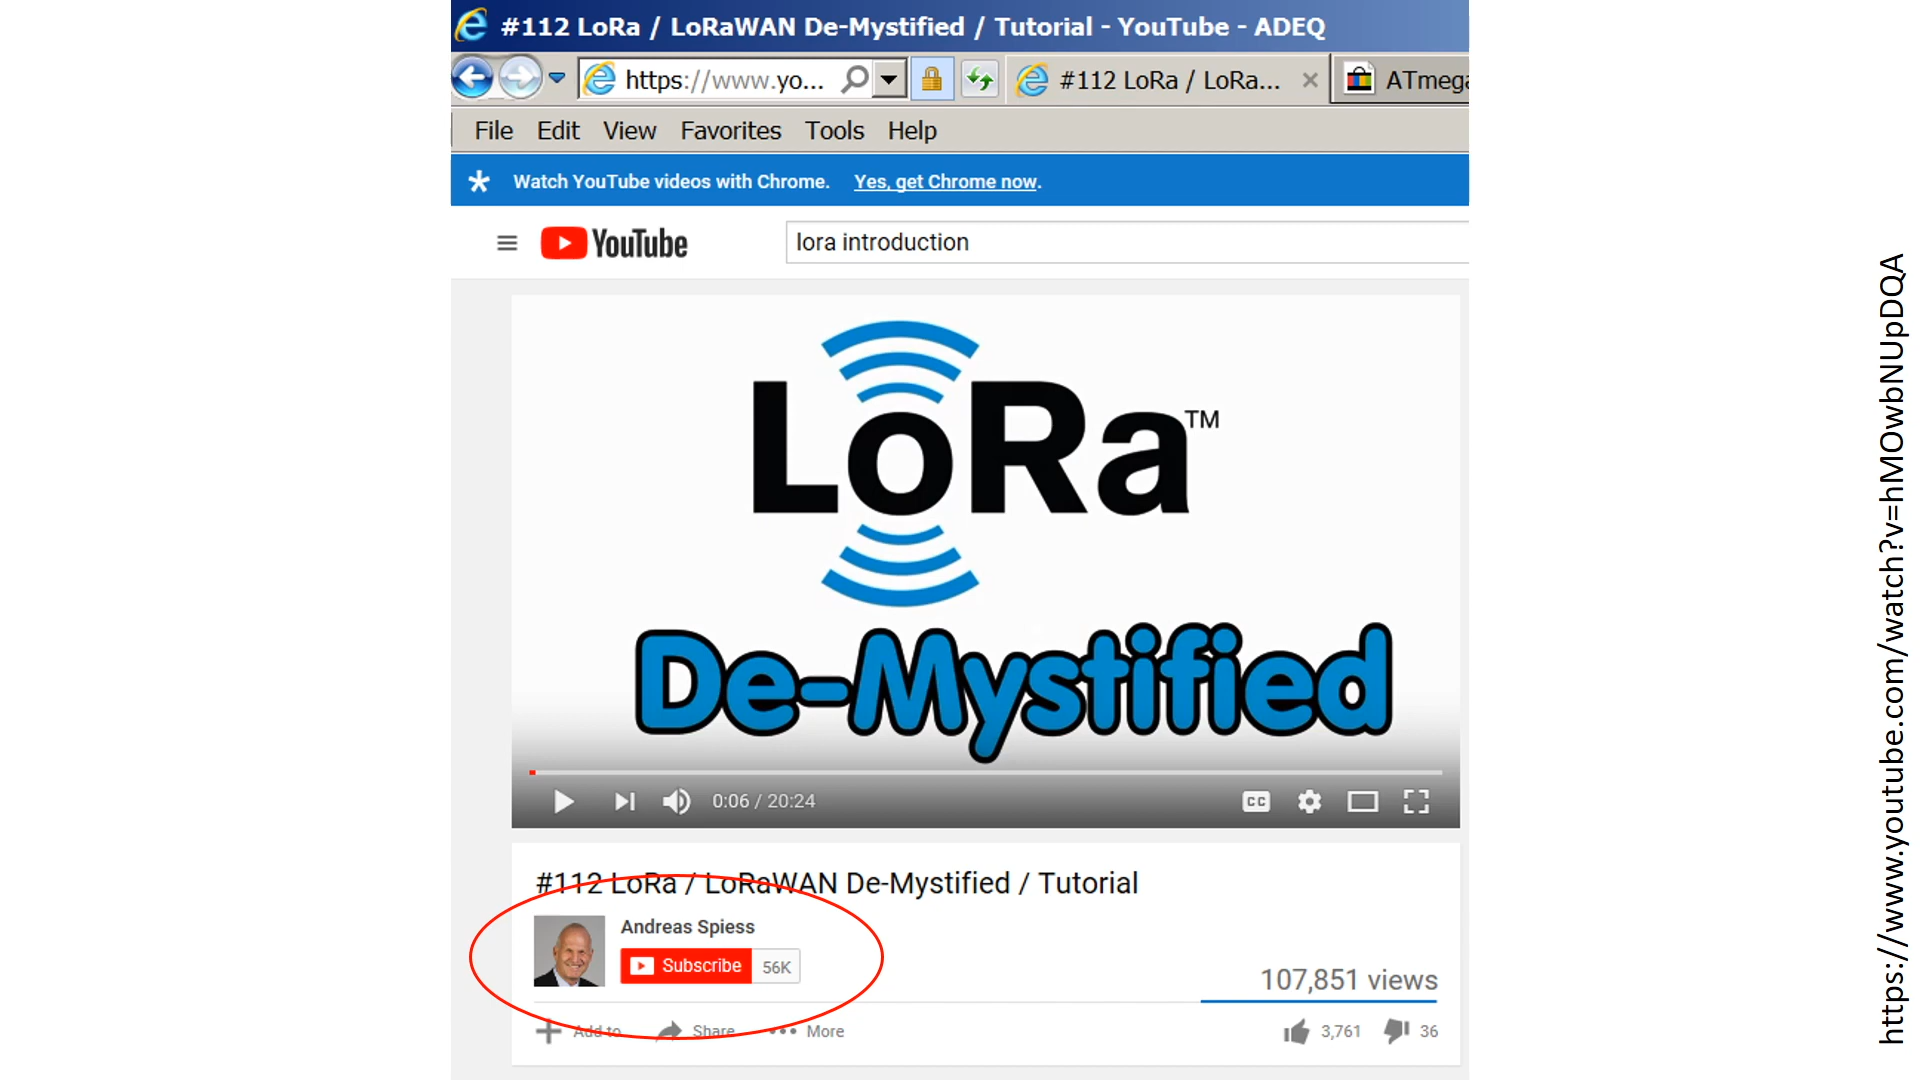 #112 LoRa / LoRaWAN De-Mystified / Tutorial - YouTube - ADEQ
https://www.yo...
#112 LoRa / LoRa...
ATmega
File Edit View Favorites Tools Help
Watch YouTube videos with Chrome. Yes, get Chrome now.
YouTube
lora introduction
LoRa™
De-Mystified
0:06 / 20:24
CC
#112 LoRa / LoRaWAN De-Mystified / Tutorial
Andreas Spiess
Subscribe 56K
107,851 views
Add to Share More
3,761 36
https://www.youtube.com/watch?v=hMOwbNUpDQA